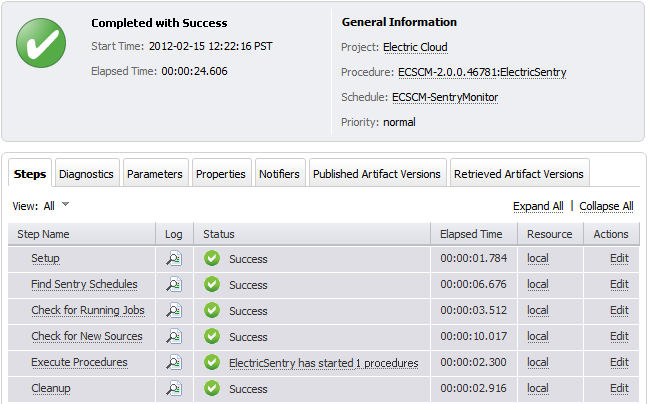 Completed with Success
Start Time: 2012-02-15 12:22:16 PST
Elapsed Time: 00:00:24.606
General Information
Project: Electric Cloud
Procedure: ECSCM-2.0.0.46781:ElectricSentry
Schedule: ECSCM-SentryMonitor
Priority: normal
Steps Diagnostics Parameters Properties Notifiers Published Artifact Versions Retrieved Artifact Versions
View: All Expand All | Collapse All
Step Name Log Status Elapsed Time Resource Actions
Setup Success 00:00:01.784 local Edit
Find Sentry Schedules Success 00:00:06.676 local Edit
Check for Running Jobs Success 00:00:03.512 local Edit
Check for New Sources Success 00:00:10.017 local Edit
Execute Procedures ElectricSentry has started 1 procedures 00:00:02.300 local Edit
Cleanup Success 00:00:02.916 local Edit